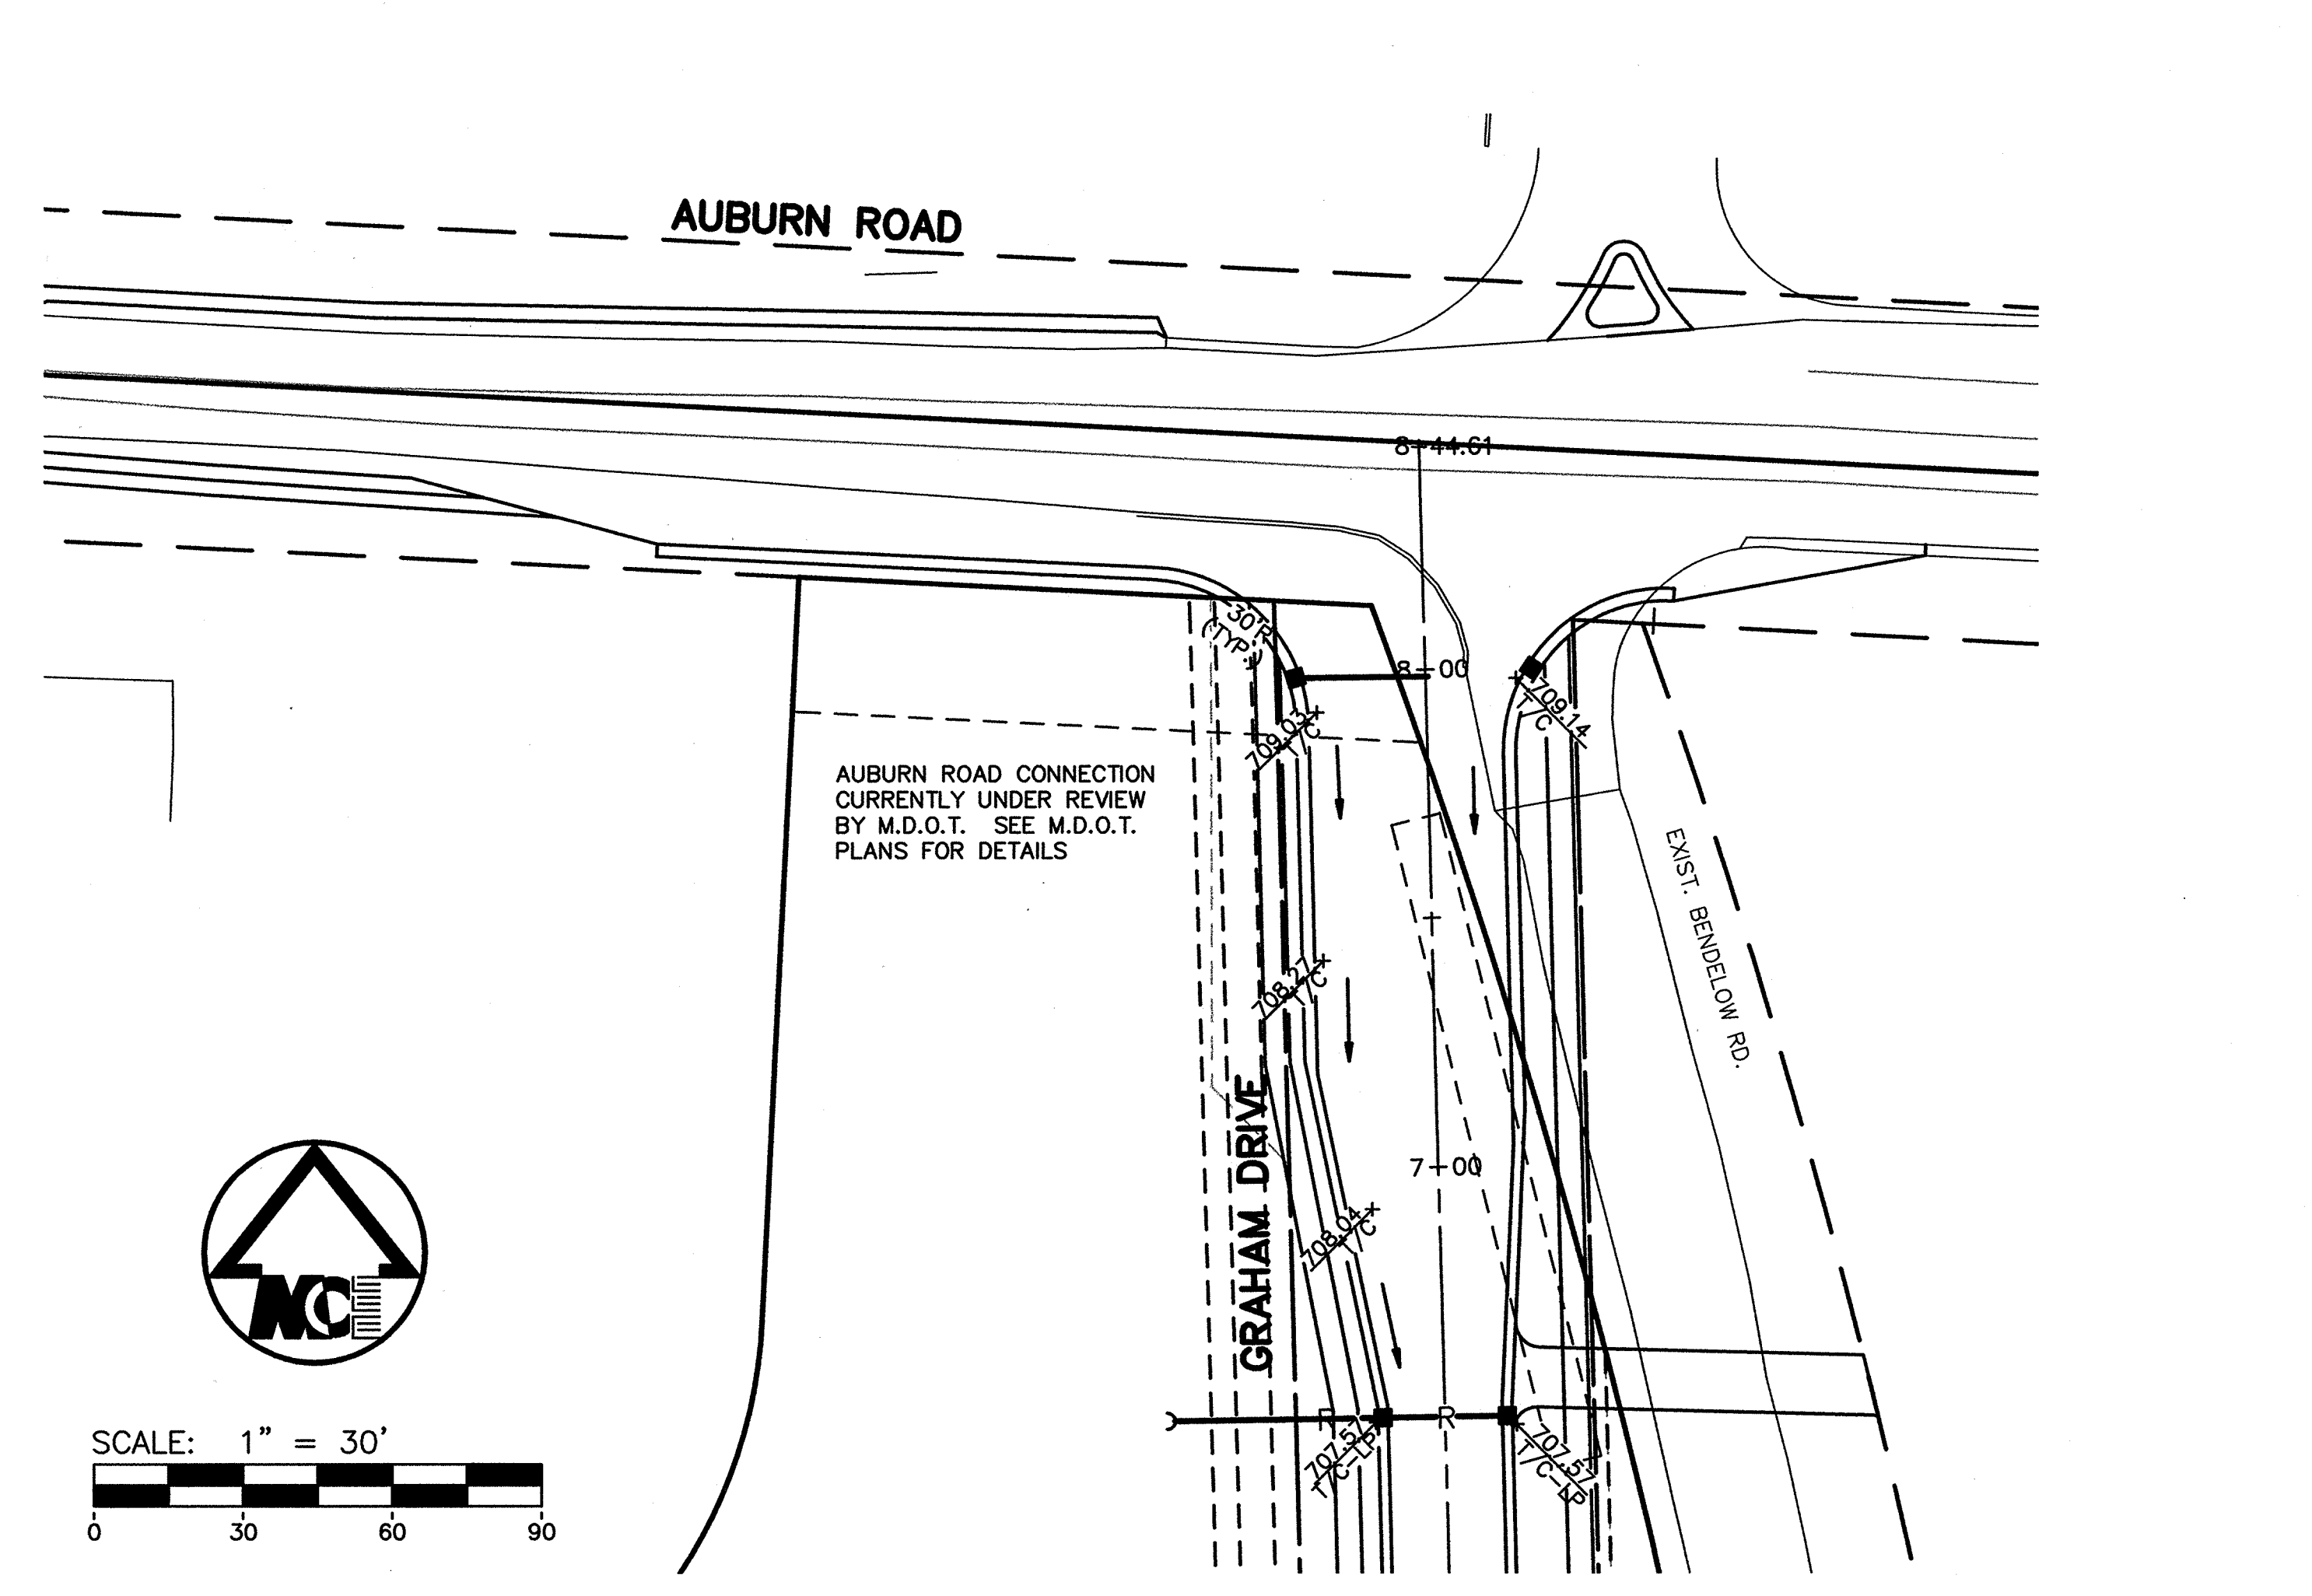 AUBURN ROAD
8+44.61
30'R
(TYP.)
8+00
709.14
T/C
709.03
T/C
AUBURN ROAD CONNECTION
CURRENTLY UNDER REVIEW
BY M.D.O.T. SEE M.D.O.T.
PLANS FOR DETAILS
EXIST. BENDELOW RD.
708.27
T/C
GRAHAM DRIVE
7+00
708.04
T/C
MCE
R
R
707.57
T/C-LP
707.57
T/C-LP
SCALE: 1" = 30'
0 30 60 90